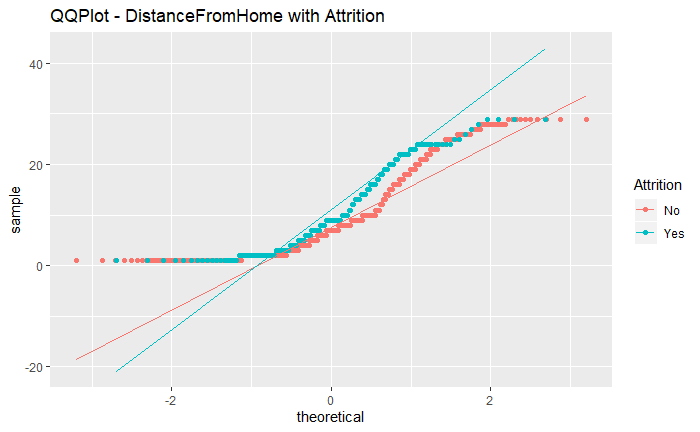 QQPlot - DistanceFromHome with Attrition
40
20
0
-20
sample
-2
0
2
theoretical
Attrition
No
Yes